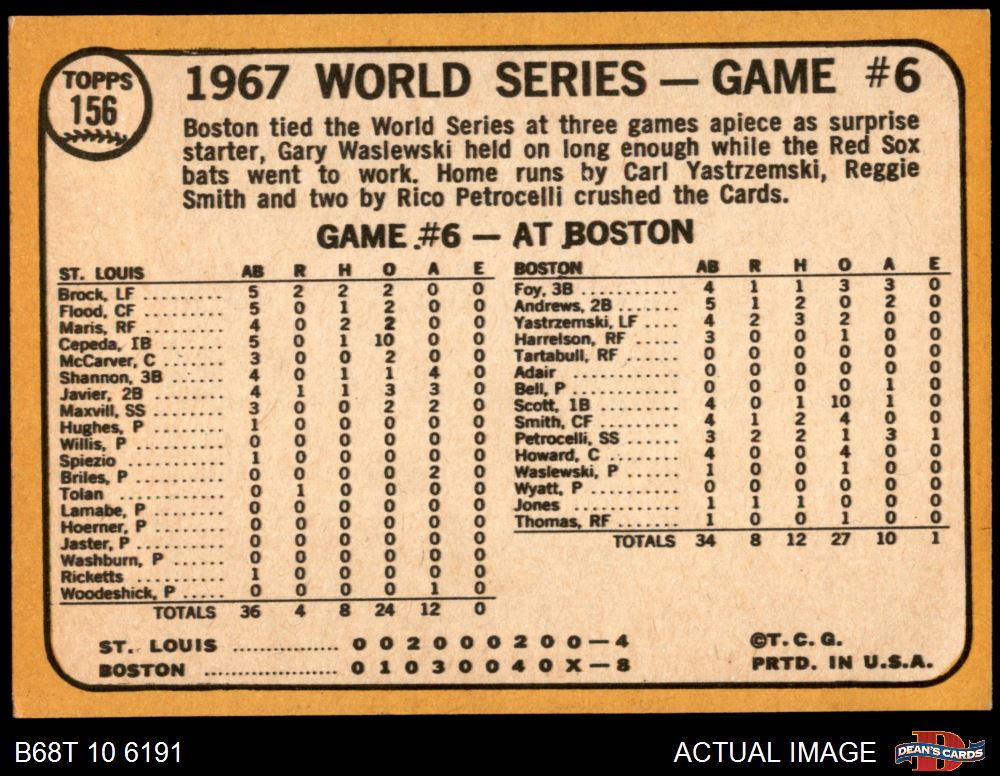 TOPPS
156
1967 WORLD SERIES — GAME #6
Boston tied the World Series at three games apiece as surprise
starter, Gary Waslewski held on long enough while the Red Sox
bats went to work. Home runs by Carl Yastrzemski, Reggie
Smith and two by Rico Petrocelli crushed the Cards.
GAME #6 — AT BOSTON
ST. LOUIS AB R H O A E
Brock, LF .......... 5 2 2 2 0 0
Flood, CF .......... 5 0 1 2 0 0
Maris, RF .......... 4 0 2 2 0 0
Cepeda, 1B ........ 5 0 1 10 0 0
McCarver, C ....... 3 0 0 2 0 0
Shannon, 3B ....... 4 0 1 1 4 0
Javier, 2B .......... 4 1 1 3 3 0
Maxvill, SS ........ 3 0 0 2 2 0
Hughes, P .......... 1 0 0 0 0 0
Willis, P ............ 0 0 0 0 0 0
Spiezio ............. 1 0 0 0 0 0
Briles, P ............ 0 0 0 0 2 0
Tolan ............... 0 1 0 0 0 0
Lamabe, P ......... 0 0 0 0 0 0
Hoerner, P ......... 0 0 0 0 0 0
Jaster, P ........... 0 0 0 0 0 0
Washburn, P ....... 0 0 0 0 0 0
Ricketts ............ 1 0 0 0 0 0
Woodeshick, P ..... 0 0 0 0 1 0
TOTALS 36 4 8 24 12 0
BOSTON AB R H O A E
Foy, 3B ............. 4 1 1 3 3 0
Andrews, 2B ........ 5 1 2 0 2 0
Yastrzemski, LF .... 4 2 3 2 0 0
Harrelson, RF ...... 3 0 0 1 0 0
Tartabull, RF ....... 0 0 0 0 0 0
Adair ............... 0 0 0 0 0 0
Bell, P .............. 0 0 0 0 1 0
Scott, 1B ........... 4 0 1 10 1 0
Smith, CF .......... 4 1 2 4 0 0
Petrocelli, SS ...... 3 2 2 1 3 1
Howard, C .......... 4 0 0 4 0 0
Waslewski, P ....... 1 0 0 1 0 0
Wyatt, P ............ 0 0 0 0 0 0
Jones ............... 1 1 1 0 0 0
Thomas, RF ........ 1 0 0 1 0 0
TOTALS 34 8 12 27 10 1
ST. LOUIS .............. 0 0 2 0 0 0 2 0 0 — 4
BOSTON .................. 0 1 0 3 0 0 4 0 X — 8
©T.C.G.
PRTD. IN U.S.A.
B68T 10 6191
ACTUAL IMAGE
DEAN'S CARDS